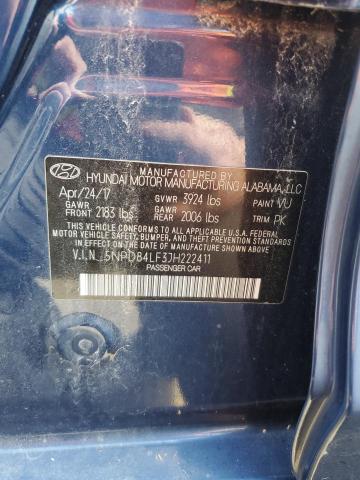 MANUFACTURED BY
HYUNDAI MOTOR MANUFACTURING ALABAMA, LLC
Apr/24/17 GVWR 3924 lbs PAINT VU
GAWR FRONT 2183 lbs GAWR REAR 2006 lbs TRIM PK
THIS VEHICLE CONFORMS TO ALL APPLICABLE U.S.A. FEDERAL
MOTOR VEHICLE SAFETY, BUMPER, AND THEFT PREVENTION STANDARDS
IN EFFECT ON THE DATE OF MANUFACTURE SHOWN ABOVE.
V.I.N. 5NPD84LF3JH222411
PASSENGER CAR